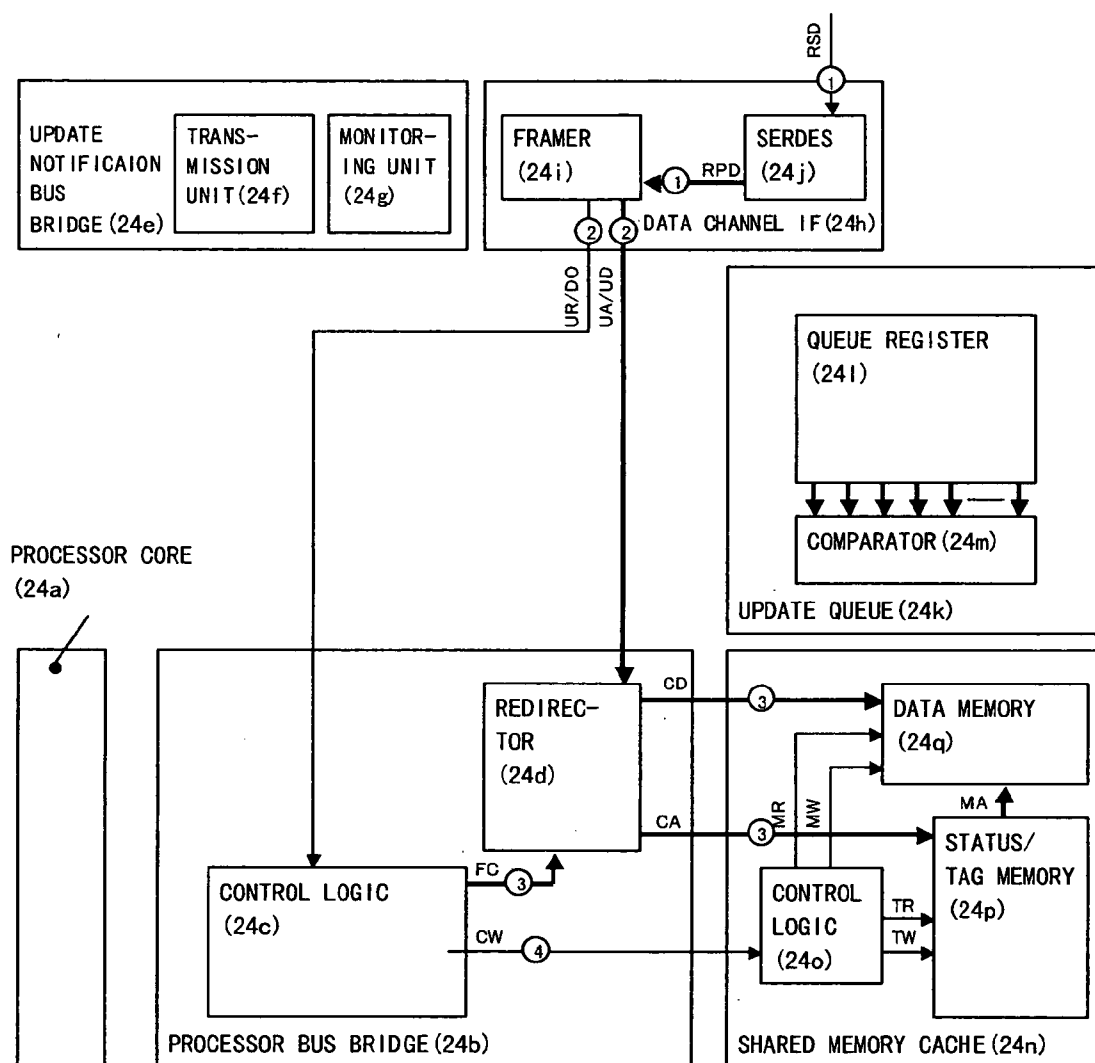 RSD
1
UPDATE
NOTIFICAION
BUS
BRIDGE(24e)
TRANS-
MISSION
UNIT(24f)
MONITOR-
ING UNIT
(24g)
FRAMER
(24i)
RPD
1
SERDES
(24j)
2
2
DATA CHANNEL IF(24h)
UR/DO
UA/UD
QUEUE REGISTER
(24l)
COMPARATOR(24m)
UPDATE QUEUE(24k)
PROCESSOR CORE
(24a)
REDIREC-
TOR
(24d)
CD
3
DATA MEMORY
(24q)
MR
MW
MA
CA
3
STATUS/
TAG MEMORY
(24p)
CONTROL LOGIC
(24c)
FC
3
CW
4
CONTROL
LOGIC
(24o)
TR
TW
PROCESSOR BUS BRIDGE(24b)
SHARED MEMORY CACHE(24n)